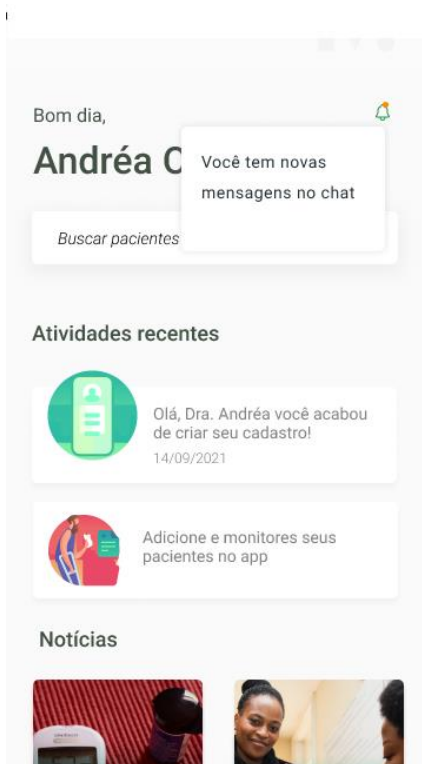 Bom dia,
Andréa
Você tem novas
mensagens no chat
Buscar pacientes
Atividades recentes
Olá, Dra. Andréa você acabou
de criar seu cadastro!
14/09/2021
Adicione e monitores seus
pacientes no app
Notícias